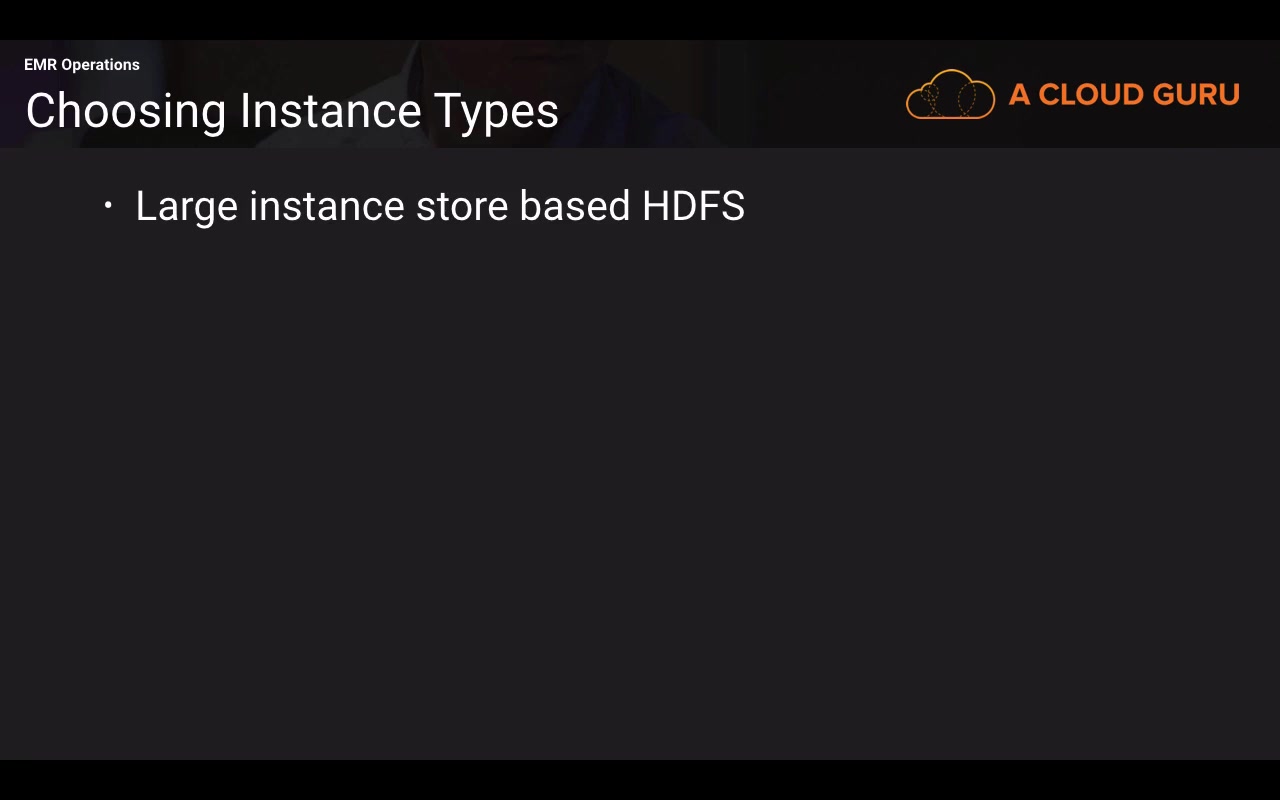 EMR Operations
Choosing Instance Types
A CLOUD GURU
• Large instance store based HDFS